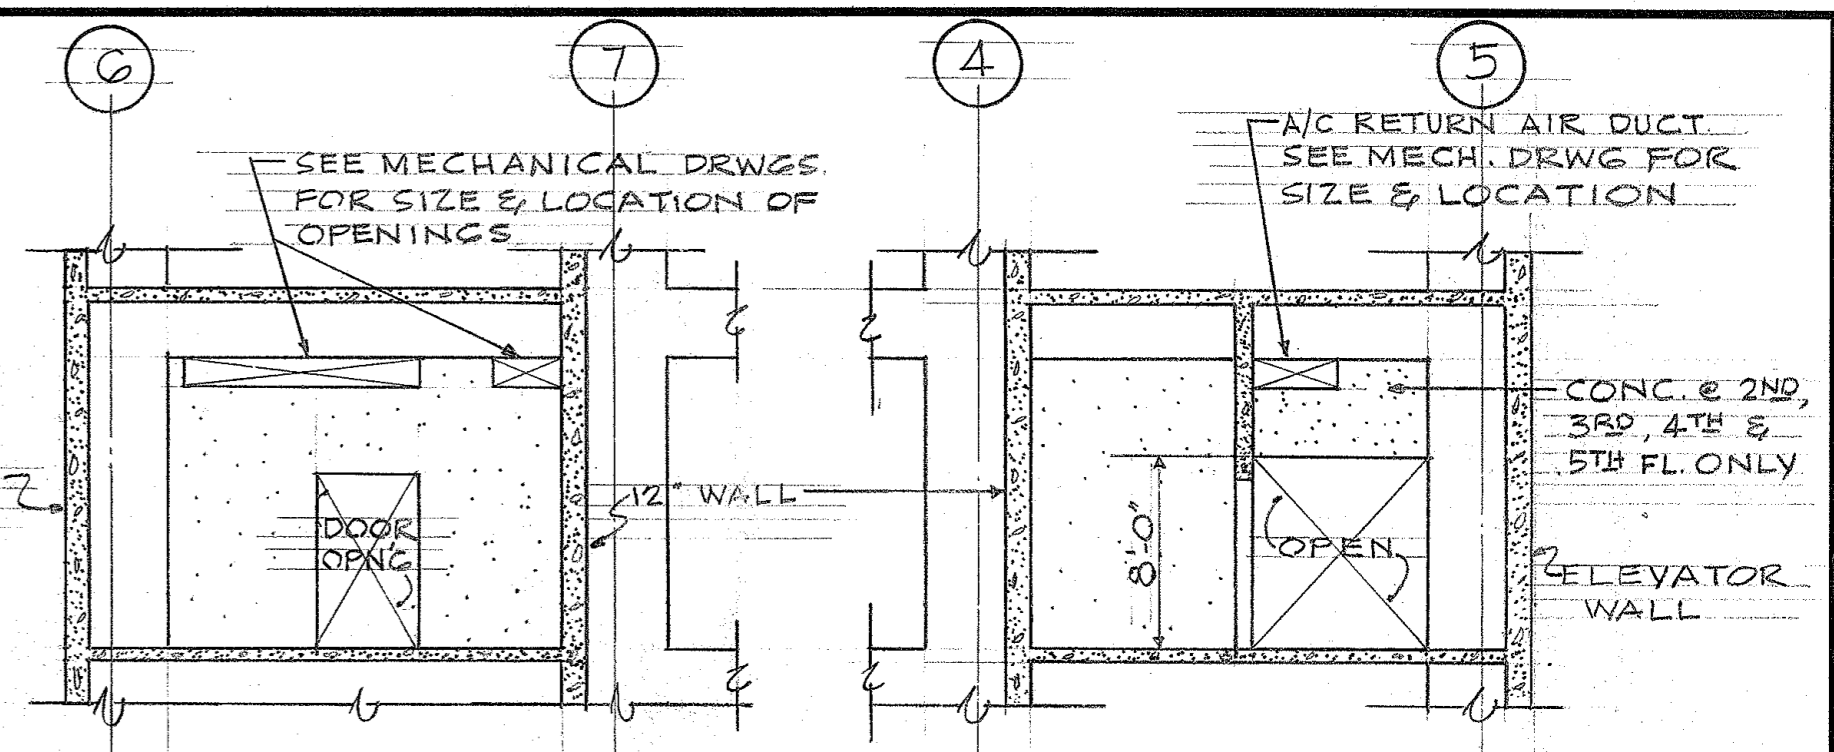 6
7
4
5
SEE MECHANICAL DRWGS.
FOR SIZE & LOCATION OF
OPENINGS
A/C RETURN AIR DUCT.
SEE MECH. DRWG FOR
SIZE & LOCATION
CONC. @ 2ND,
3RD, 4TH &
5TH FL. ONLY
12" WALL
DOOR
OPN'G
8'-0"
OPEN
ELEVATOR
WALL